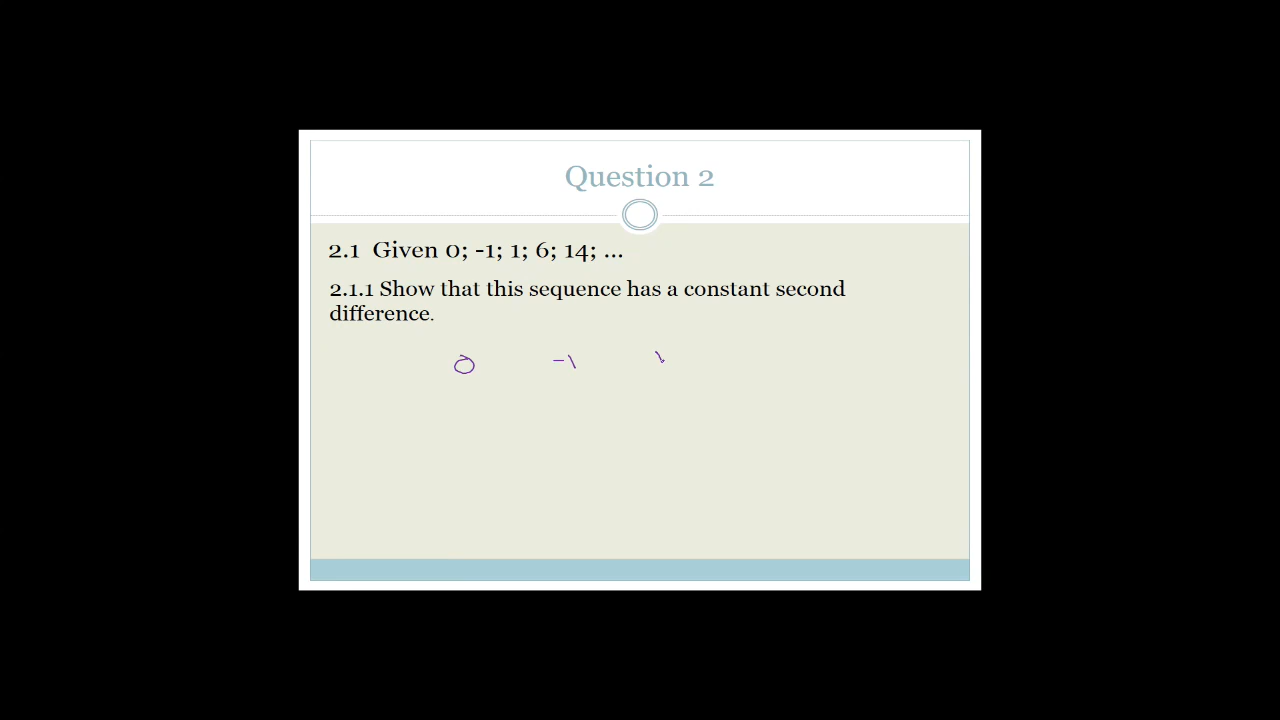 Question 2
2.1 Given 0; -1; 1; 6; 14; ...
2.1.1 Show that this sequence has a constant second
difference.
0 -1 1